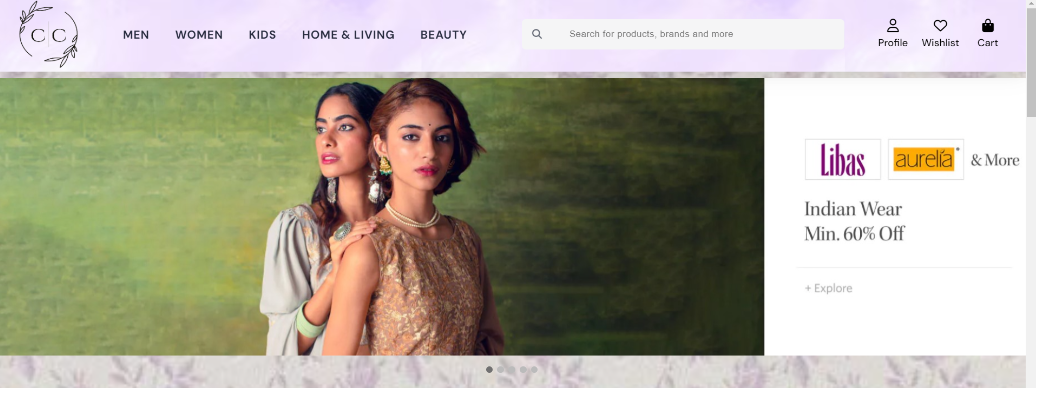 C C
MEN WOMEN KIDS HOME & LIVING BEAUTY
Search for products, brands and more
Profile Wishlist Cart
Libas aurelía & More
Indian Wear
Min. 60% Off
+ Explore